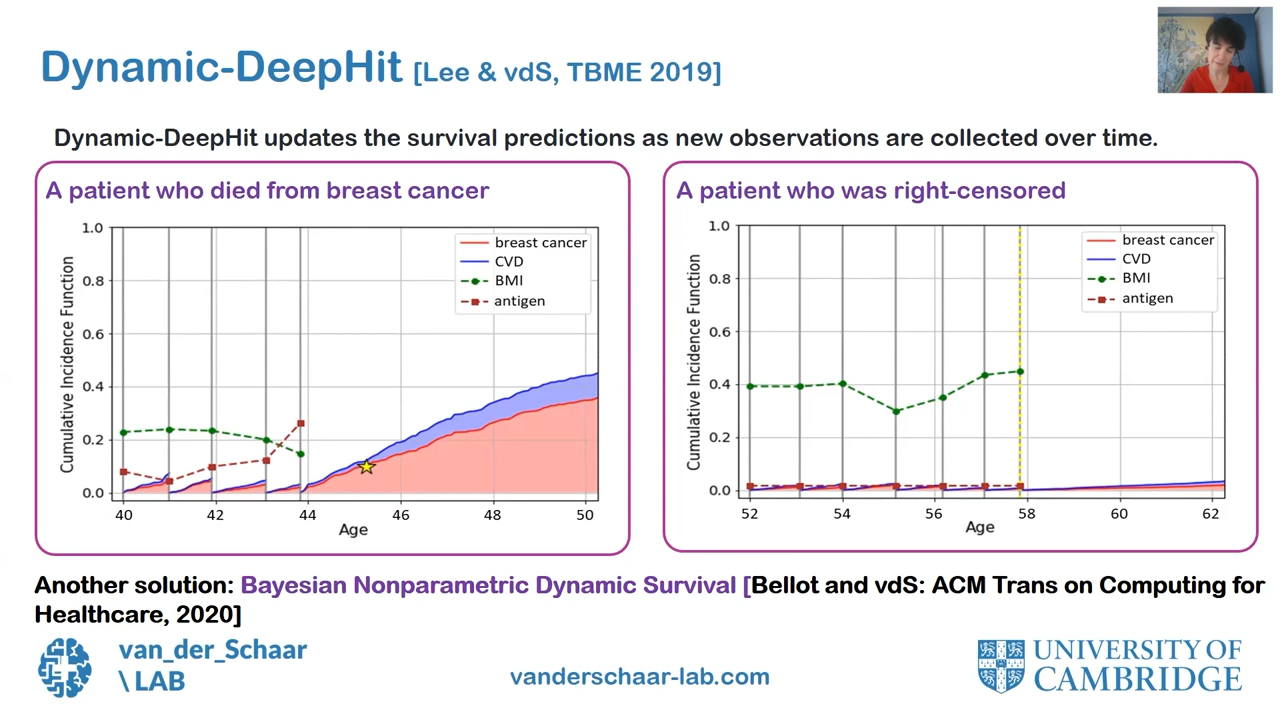 Dynamic-DeepHit [Lee & vdS, TBME 2019]
Dynamic-DeepHit updates the survival predictions as new observations are collected over time.
A patient who died from breast cancer
1.0
0.8
0.6
0.4
0.2
0.0
Cumulative Incidence Function
breast cancer
CVD
BMI
antigen
40 42 44 46 48 50
Age
A patient who was right-censored
1.0
0.8
0.6
0.4
0.2
0.0
Cumulative Incidence Function
breast cancer
CVD
BMI
antigen
52 54 56 58 60 62
Age
Another solution: Bayesian Nonparametric Dynamic Survival [Bellot and vdS: ACM Trans on Computing for
Healthcare, 2020]
van_der_Schaar
\ LAB
vanderschaar-lab.com
UNIVERSITY OF
CAMBRIDGE